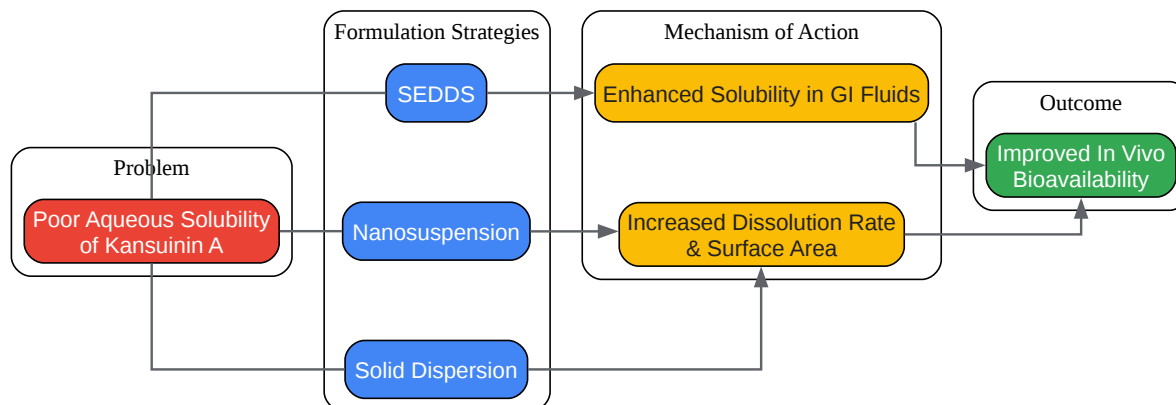 Problem
Poor Aqueous Solubility
of Kansuinin A
Formulation Strategies
SEDDS
Nanosuspension
Solid Dispersion
Mechanism of Action
Enhanced Solubility in GI Fluids
Increased Dissolution Rate
& Surface Area
Outcome
Improved In Vivo
Bioavailability